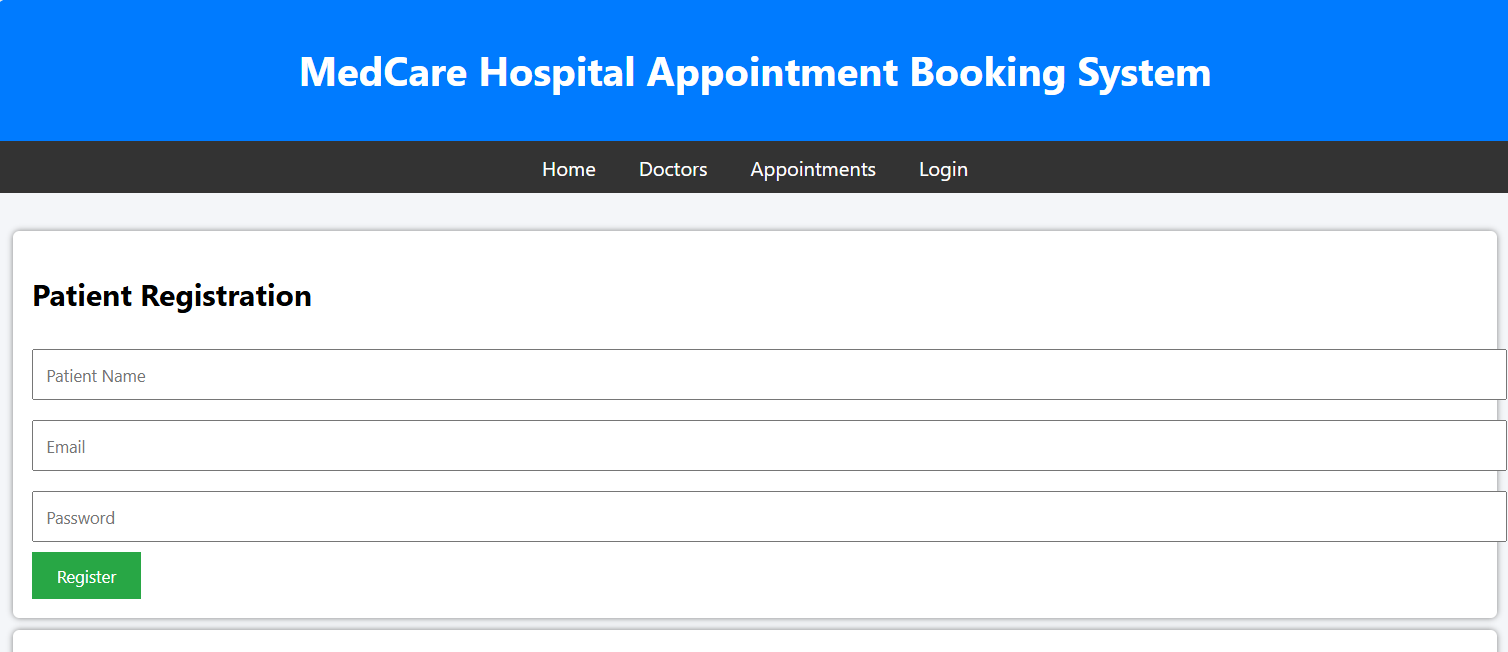 MedCare Hospital Appointment Booking System
Home Doctors Appointments Login
Patient Registration
Patient Name
Email
Password
Register